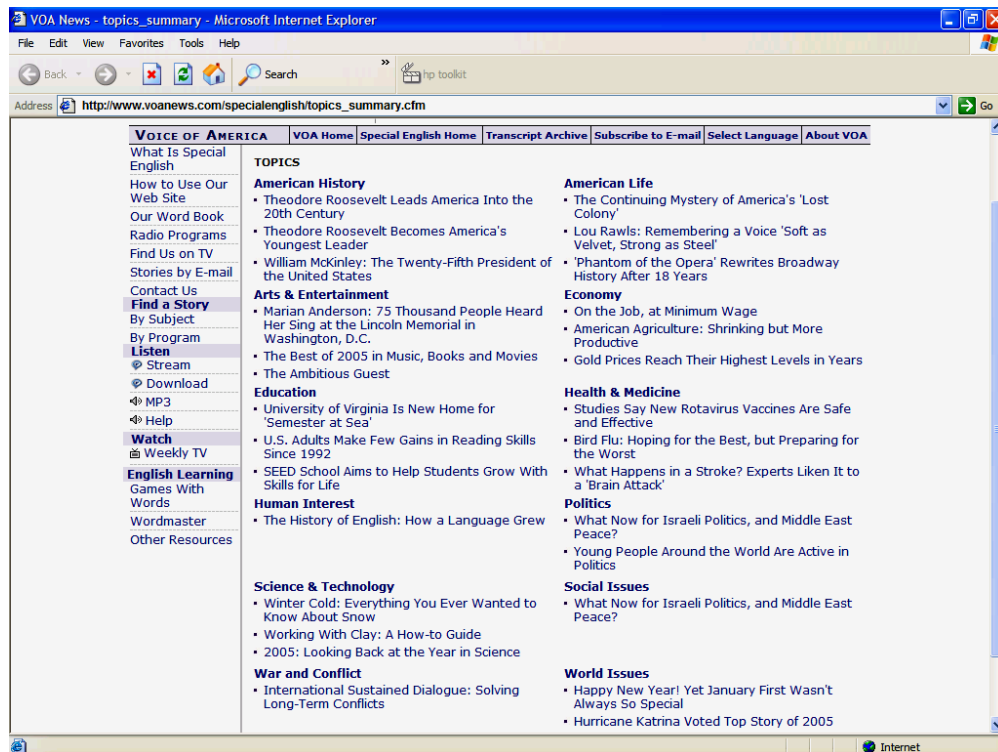 VOA News - topics_summary - Microsoft Internet Explorer
File Edit View Favorites Tools Help
Back Search » hp toolkit
Address http://www.voanews.com/specialenglish/topics_summary.cfm Go
VOICE OF AMERICA VOA Home Special English Home Transcript Archive Subscribe to E-mail Select Language About VOA
What Is Special
English
How to Use Our
Web Site
Our Word Book
Radio Programs
Find Us on TV
Stories by E-mail
Contact Us
Find a Story
By Subject
By Program
Listen
Stream
Download
MP3
Help
Watch
Weekly TV
English Learning
Games With
Words
Wordmaster
Other Resources
TOPICS
American History
▪ Theodore Roosevelt Leads America Into the
20th Century
▪ Theodore Roosevelt Becomes America's
Youngest Leader
▪ William McKinley: The Twenty-Fifth President of
the United States
American Life
▪ The Continuing Mystery of America's 'Lost
Colony'
▪ Lou Rawls: Remembering a Voice 'Soft as
Velvet, Strong as Steel'
▪ 'Phantom of the Opera' Rewrites Broadway
History After 18 Years
Arts & Entertainment
▪ Marian Anderson: 75 Thousand People Heard
Her Sing at the Lincoln Memorial in
Washington, D.C.
▪ The Best of 2005 in Music, Books and Movies
▪ The Ambitious Guest
Economy
▪ On the Job, at Minimum Wage
▪ American Agriculture: Shrinking but More
Productive
▪ Gold Prices Reach Their Highest Levels in Years
Education
▪ University of Virginia Is New Home for
'Semester at Sea'
▪ U.S. Adults Make Few Gains in Reading Skills
Since 1992
▪ SEED School Aims to Help Students Grow With
Skills for Life
Health & Medicine
▪ Studies Say New Rotavirus Vaccines Are Safe
and Effective
▪ Bird Flu: Hoping for the Best, but Preparing for
the Worst
▪ What Happens in a Stroke? Experts Liken It to
a 'Brain Attack'
Human Interest
▪ The History of English: How a Language Grew
Politics
▪ What Now for Israeli Politics, and Middle East
Peace?
▪ Young People Around the World Are Active in
Politics
Science & Technology
▪ Winter Cold: Everything You Ever Wanted to
Know About Snow
▪ Working With Clay: A How-to Guide
▪ 2005: Looking Back at the Year in Science
Social Issues
▪ What Now for Israeli Politics, and Middle East
Peace?
War and Conflict
▪ International Sustained Dialogue: Solving
Long-Term Conflicts
World Issues
▪ Happy New Year! Yet January First Wasn't
Always So Special
▪ Hurricane Katrina Voted Top Story of 2005
Internet